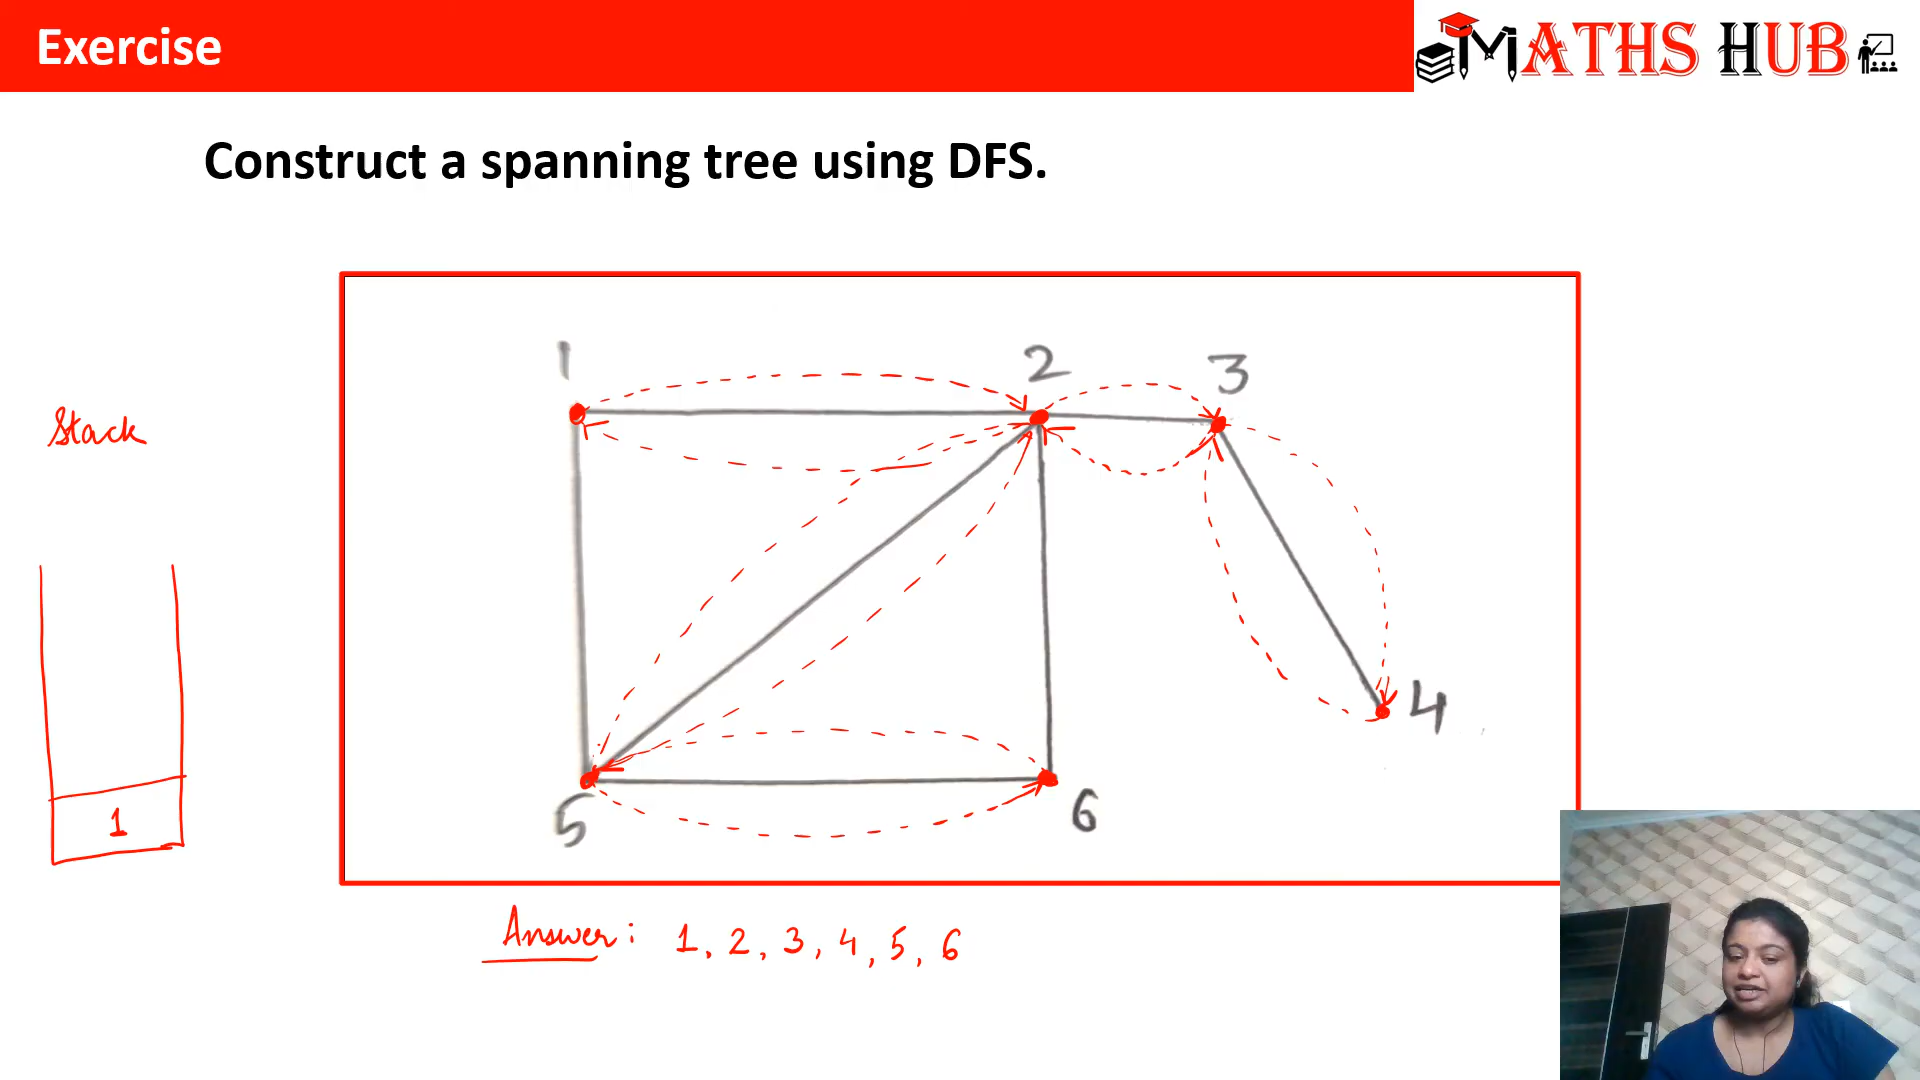 Exercise
MATHS HUB
Construct a spanning tree using DFS.
1
2
3
Stack
4
1
5
6
Answer: 1, 2, 3, 4, 5, 6